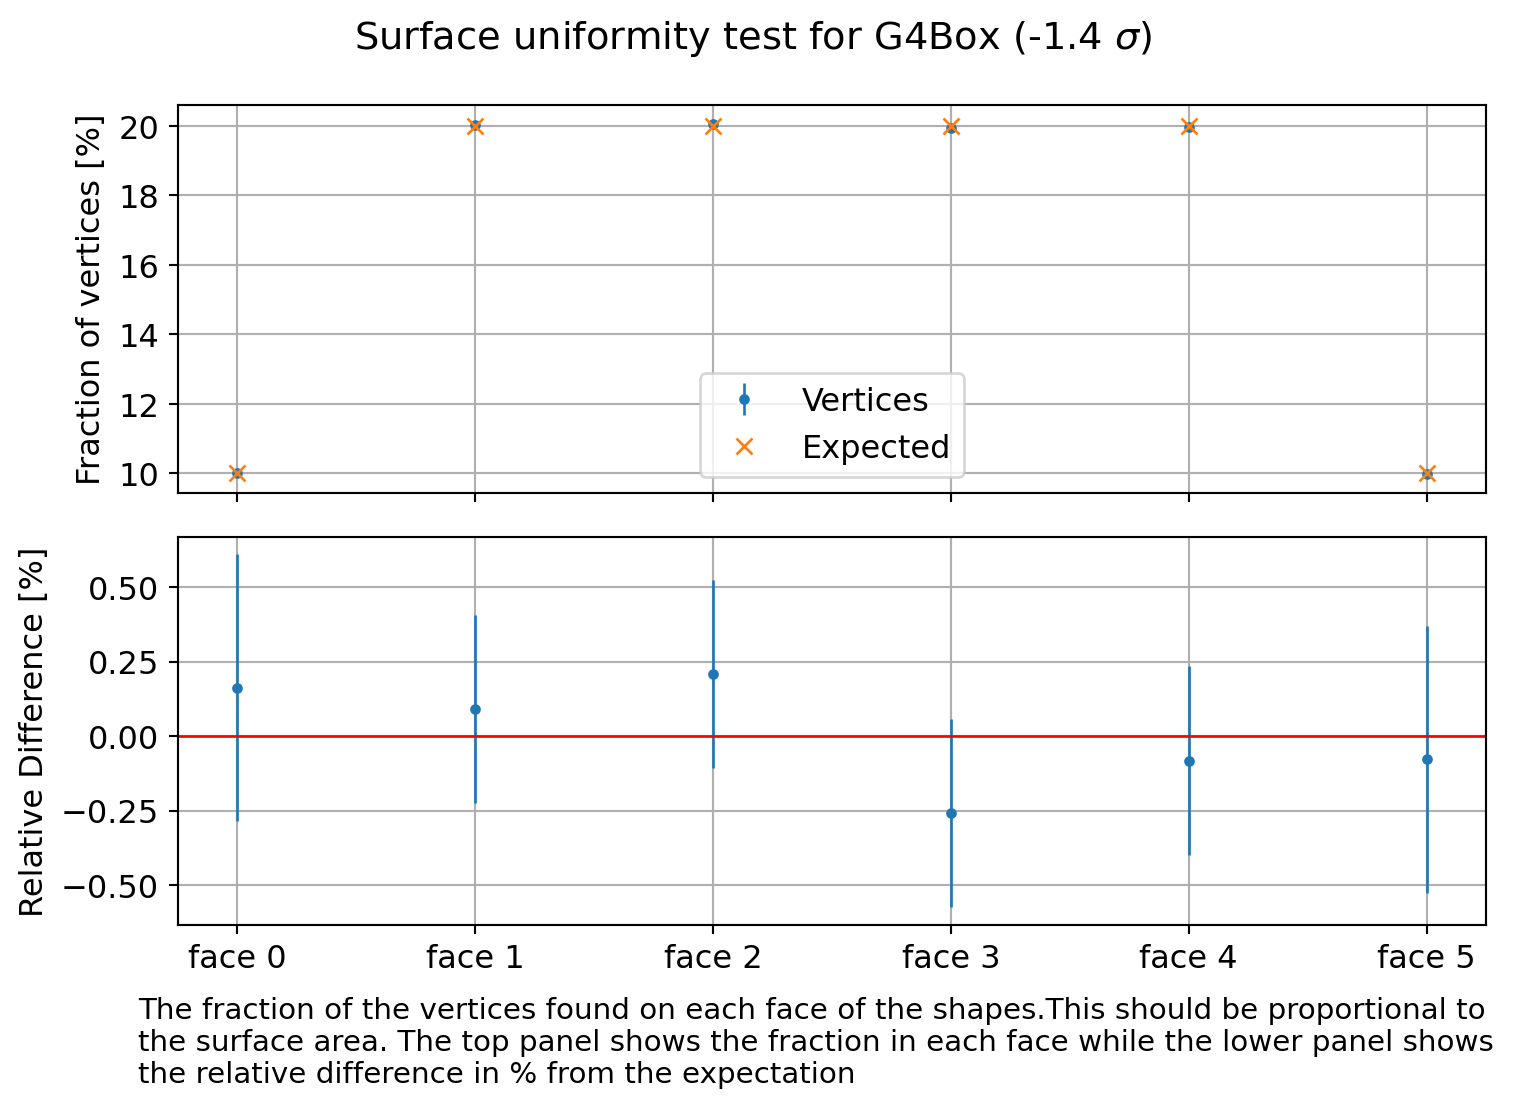 Surface uniformity test for G4Box (-1.4 σ)
Fraction of vertices [%]
20
18
16
14
12
10
Vertices
Expected
Relative Difference [%]
0.50
0.25
0.00
−0.25
−0.50
face 0 face 1 face 2 face 3 face 4 face 5
The fraction of the vertices found on each face of the shapes.This should be proportional to
the surface area. The top panel shows the fraction in each face while the lower panel shows
the relative difference in % from the expectation